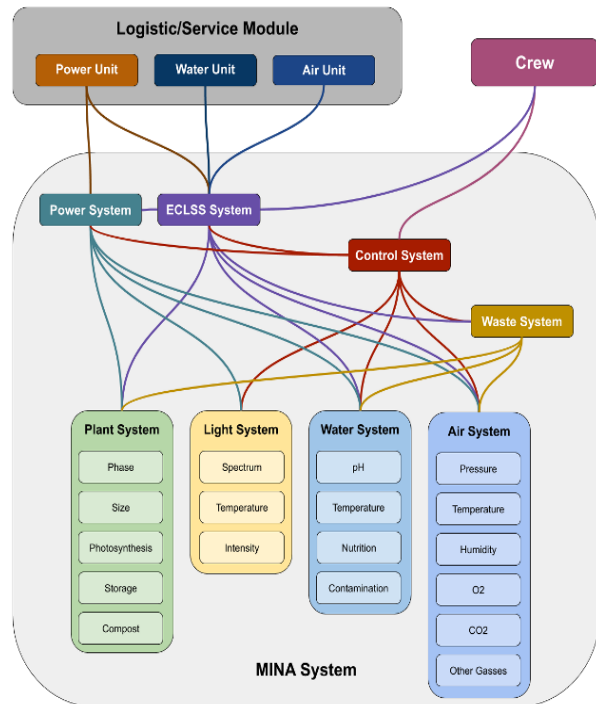 Logistic/Service Module
Power Unit
Water Unit
Air Unit
Crew
Power System
ECLSS System
Control System
Waste System
Plant System
Phase
Size
Photosynthesis
Storage
Compost
Light System
Spectrum
Temperature
Intensity
Water System
pH
Temperature
Nutrition
Contamination
Air System
Pressure
Temperature
Humidity
O2
CO2
Other Gasses
MINA System